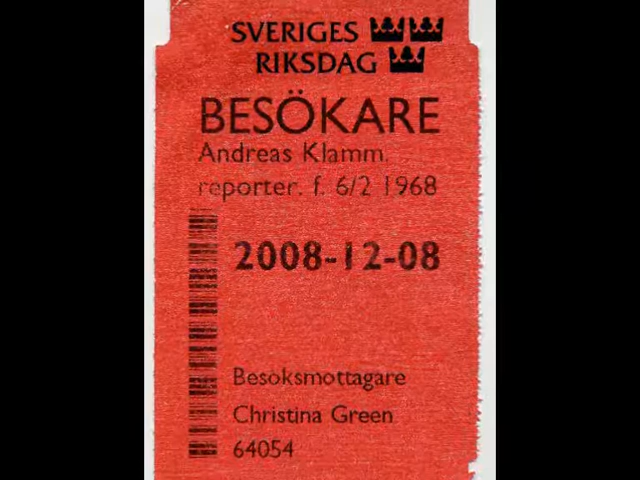 SVERIGES
RIKSDAG
BESÖKARE
Andreas Klamm,
reporter, f. 6/2 1968
2008-12-08
Besoksmottagare
Christina Green
64054